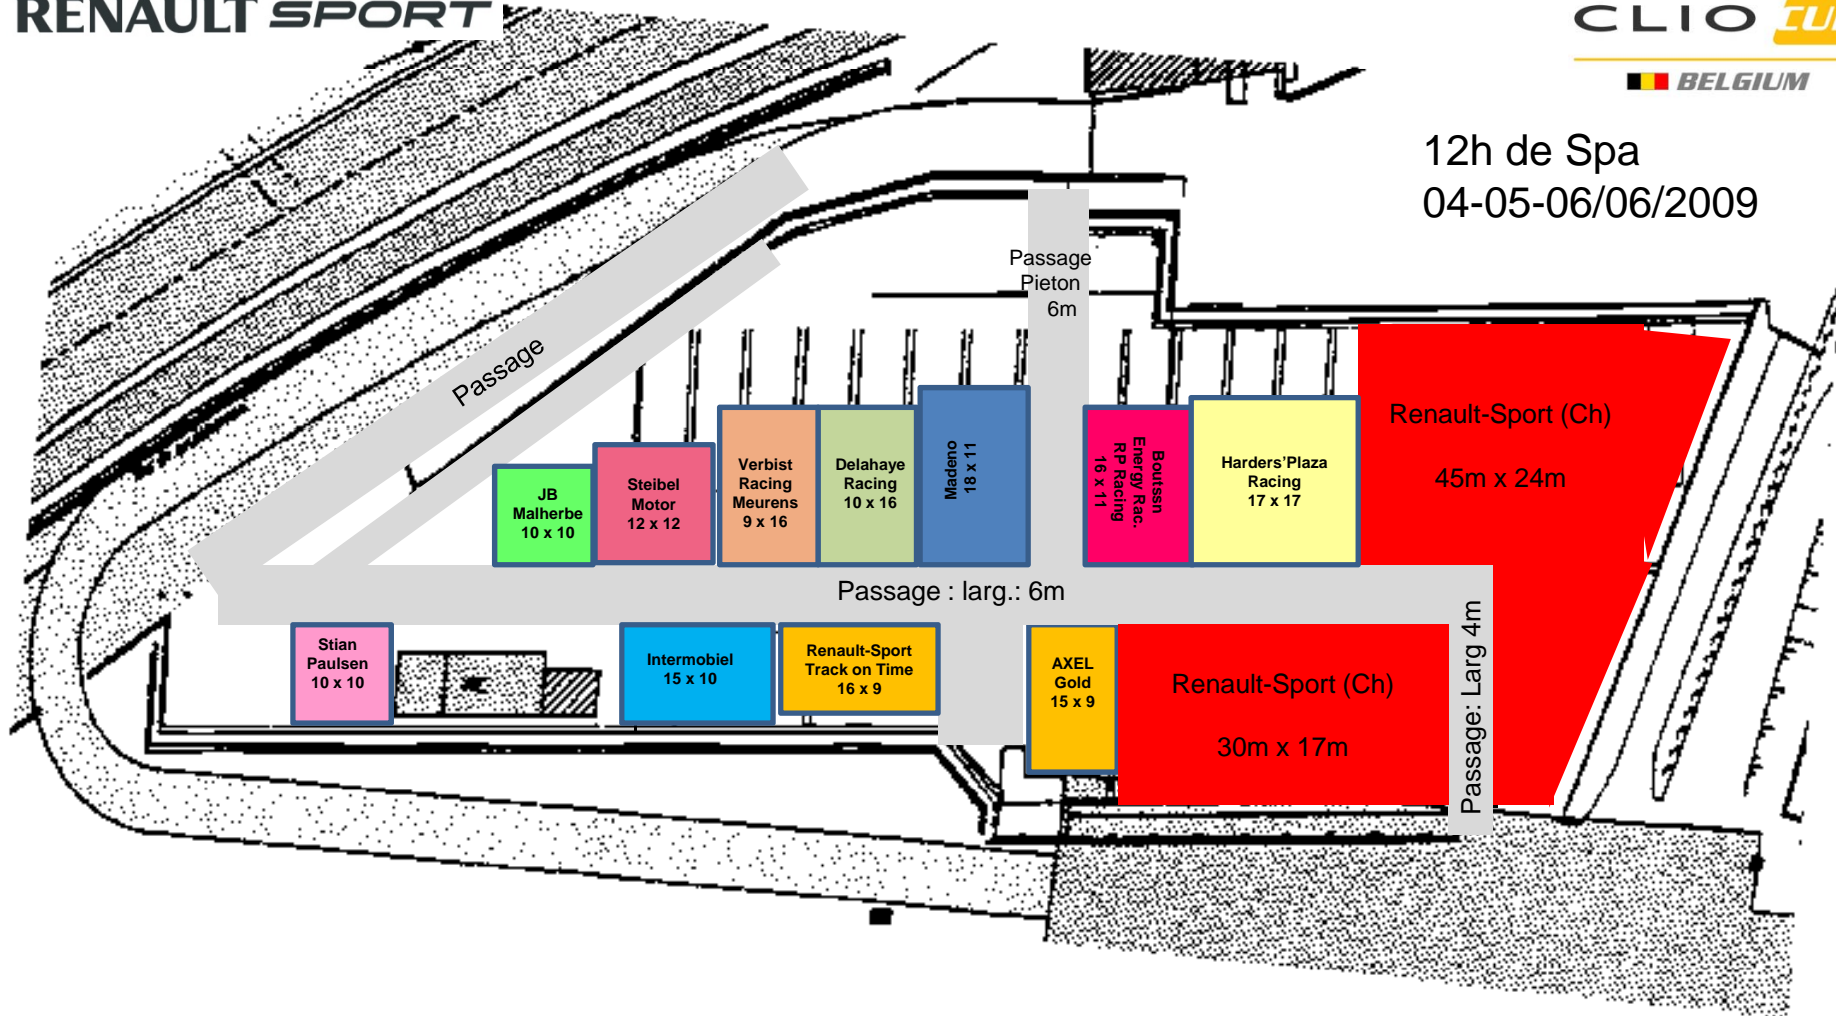 RENAULT SPORT
CLIO CUP
BELGIUM
12h de Spa
04-05-06/06/2009
Passage
Pieton
6m
Passage
Renault-Sport (Ch)
45m x 24m
JB
Malherbe
10 x 10
Steibel
Motor
12 x 12
Verbist
Racing
Meurens
9 x 16
Delahaye
Racing
10 x 16
Madeno
18 x 11
Boutssn
Energy Rac.
RP Racing
16 x 11
Harders'Plaza
Racing
17 x 17
Passage : larg.: 6m
Stian
Paulsen
10 x 10
Intermobiel
15 x 10
Renault-Sport
Track on Time
16 x 9
AXEL
Gold
15 x 9
Renault-Sport (Ch)
30m x 17m
Passage: Larg 4m